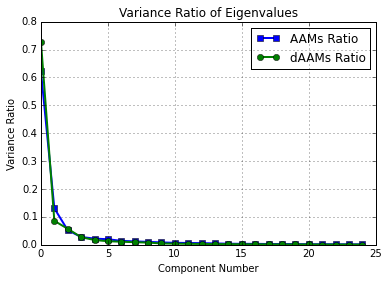 Variance Ratio of Eigenvalues
0.8
0.7
0.6
0.5
0.4
0.3
0.2
0.1
0.0
Variance Ratio
AAMs Ratio
dAAMs Ratio
0 5 10 15 20 25
Component Number